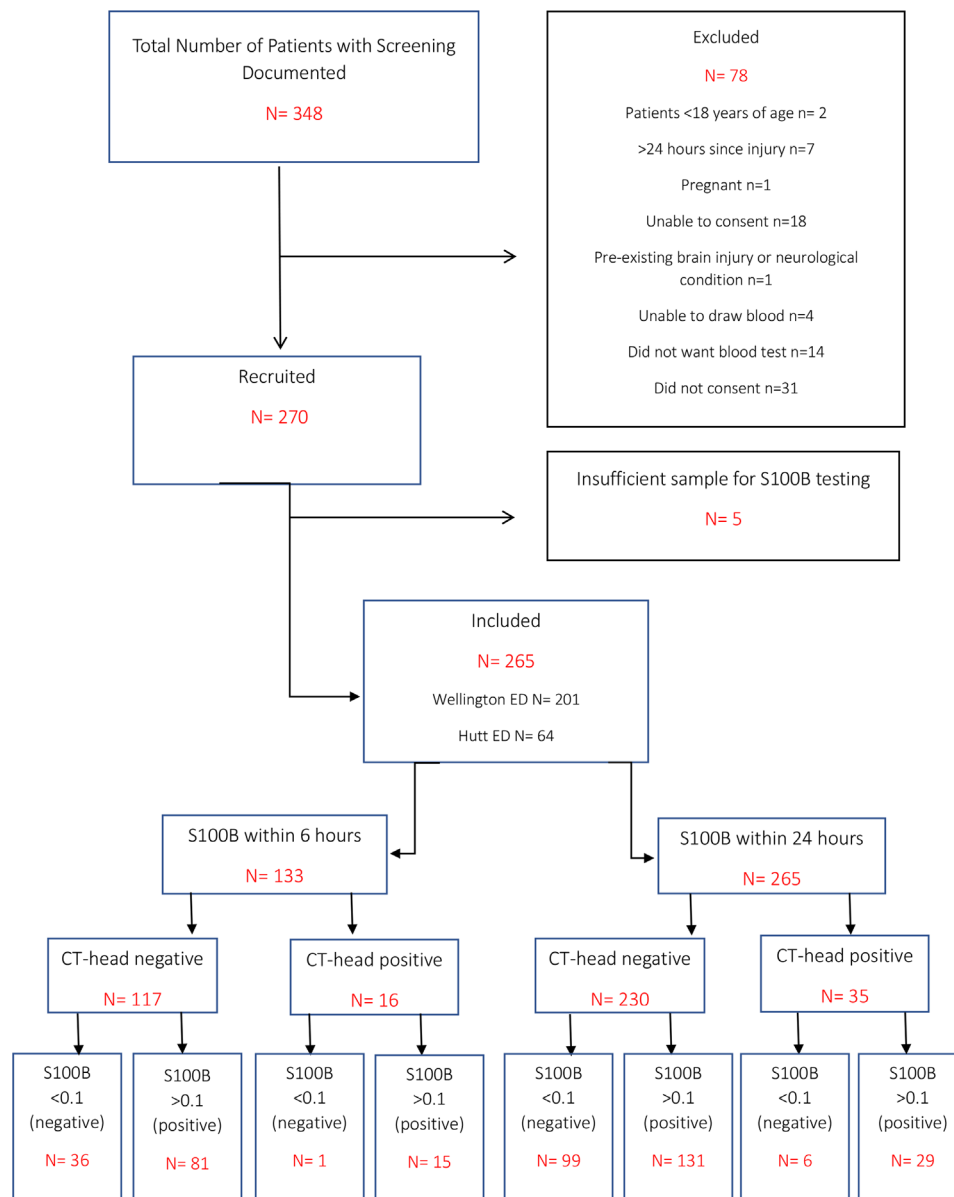 Total Number of Patients with Screening
Documented
N= 348
Excluded
N= 78
Patients <18 years of age n= 2
>24 hours since injury n=7
Pregnant n=1
Unable to consent n=18
Pre-existing brain injury or neurological
condition n=1
Unable to draw blood n=4
Did not want blood test n=14
Did not consent n=31
Recruited
N= 270
Insufficient sample for S100B testing
N= 5
Included
N= 265
Wellington ED N= 201
Hutt ED N= 64
S100B within 6 hours
N= 133
S100B within 24 hours
N= 265
CT-head negative
N= 117
CT-head positive
N= 16
CT-head negative
N= 230
CT-head positive
N= 35
S100B
<0.1
(negative)
N= 36
S100B
>0.1
(positive)
N= 81
S100B
<0.1
(negative)
N= 1
S100B
>0.1
(positive)
N= 15
S100B
<0.1
(negative)
N= 99
S100B
>0.1
(positive)
N= 131
S100B
<0.1
(negative)
N= 6
S100B
>0.1
(positive)
N= 29